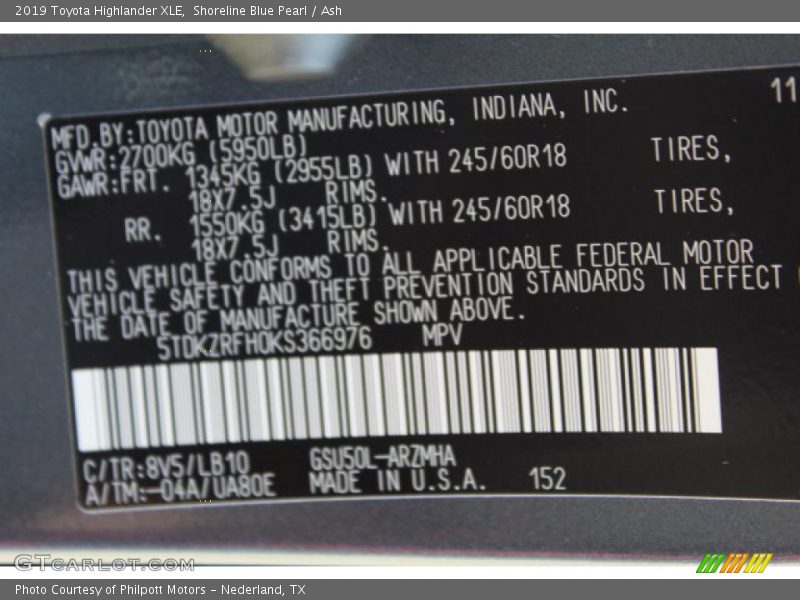 2019 Toyota Highlander XLE, Shoreline Blue Pearl / Ash
11
MFD.BY:TOYOTA MOTOR MANUFACTURING, INDIANA, INC.
GVWR:2700KG (5950LB)
GAWR:FRT. 1345KG (2955LB) WITH 245/60R18 TIRES,
18X7.5J RIMS.
RR. 1550KG (3415LB) WITH 245/60R18 TIRES,
18X7.5J RIMS.
THIS VEHICLE CONFORMS TO ALL APPLICABLE FEDERAL MOTOR
VEHICLE SAFETY AND THEFT PREVENTION STANDARDS IN EFFECT
THE DATE OF MANUFACTURE SHOWN ABOVE.
5TDKZRFH0KS366976 MPV
C/TR:8V5/LB10 GSU50L-ARZMHA
A/TM:-04A/UA80E MADE IN U.S.A. 152
GTCARLOT.COM
Photo Courtesy of Philpott Motors - Nederland, TX